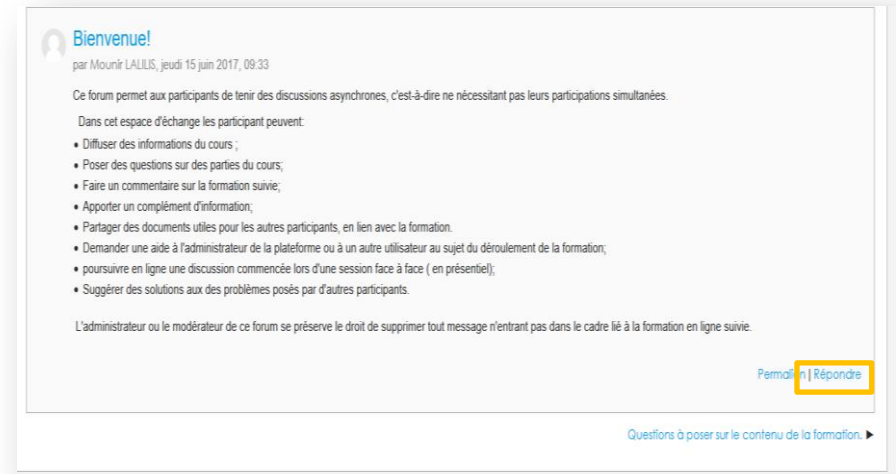 Bienvenue!
par Mounir LALILIS, jeudi 15 juin 2017, 09:33
Ce forum permet aux participants de tenir des discussions asynchrones, c'est-à-dire ne nécessitant pas leurs participations simultanées.
Dans cet espace d'échange les participant peuvent:
• Diffuser des informations du cours ;
• Poser des questions sur des parties du cours;
• Faire un commentaire sur la formation suivie;
• Apporter un complément d'information;
• Partager des documents utiles pour les autres participants, en lien avec la formation.
• Demander une aide à l'administrateur de la plateforme ou à un autre utilisateur au sujet du déroulement de la formation;
• poursuivre en ligne une discussion commencée lors d'une session face à face ( en présentiel);
• Suggérer des solutions aux des problèmes posés par d'autres participants.
L'administrateur ou le modérateur de ce forum se préserve le droit de supprimer tout message n'entrant pas dans le cadre lié à la formation en ligne suivie.
Permalien | Répondre
Questions à poser sur le contenu de la formation. ▶